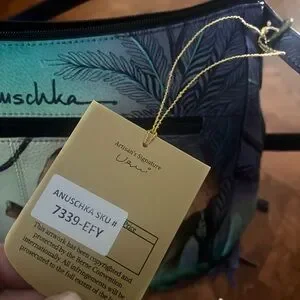 uschka
Artisan's Signature
ANUSCHKA SKU #
7339-EFY
This artwork has been copyrighted and
protected by the Berne Convention
internationally. All infringements will be
prosecuted to the full extent of the